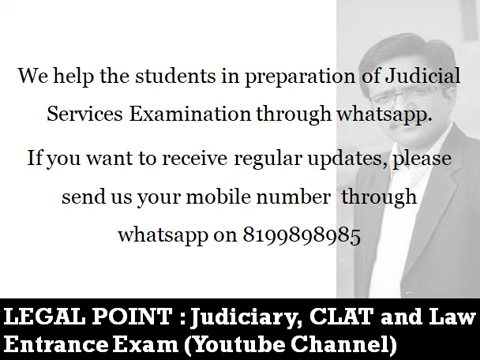 We help the students in preparation of Judicial
Services Examination through whatsapp.
If you want to receive regular updates, please
send us your mobile number through
whatsapp on 8199898985
LEGAL POINT : Judiciary, CLAT and Law
Entrance Exam (Youtube Channel)